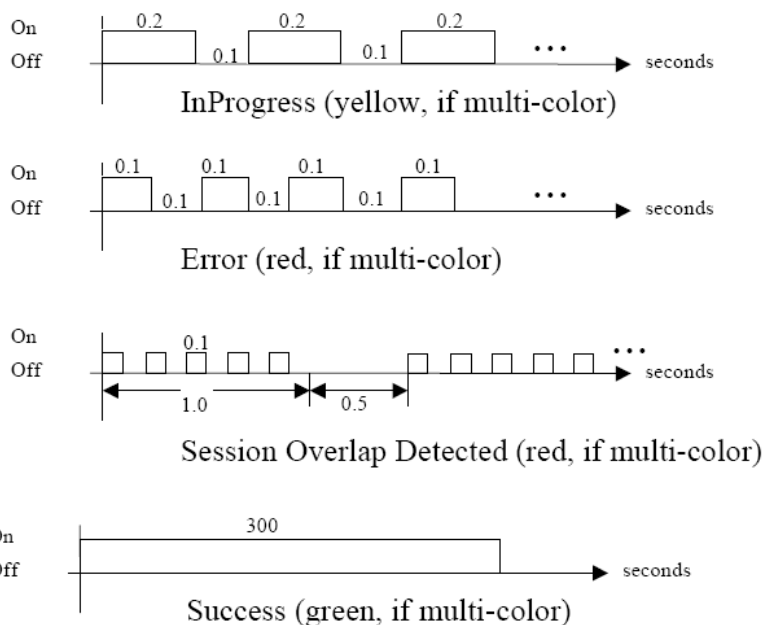 On 0.2 0.2 0.2
Off 0.1 0.1 ••• seconds
InProgress (yellow, if multi-color)
On 0.1 0.1 0.1 0.1
Off 0.1 0.1 0.1 ••• seconds
Error (red, if multi-color)
On 0.1 •••
Off seconds
1.0 0.5
Session Overlap Detected (red, if multi-color)
On 300
Off seconds
Success (green, if multi-color)